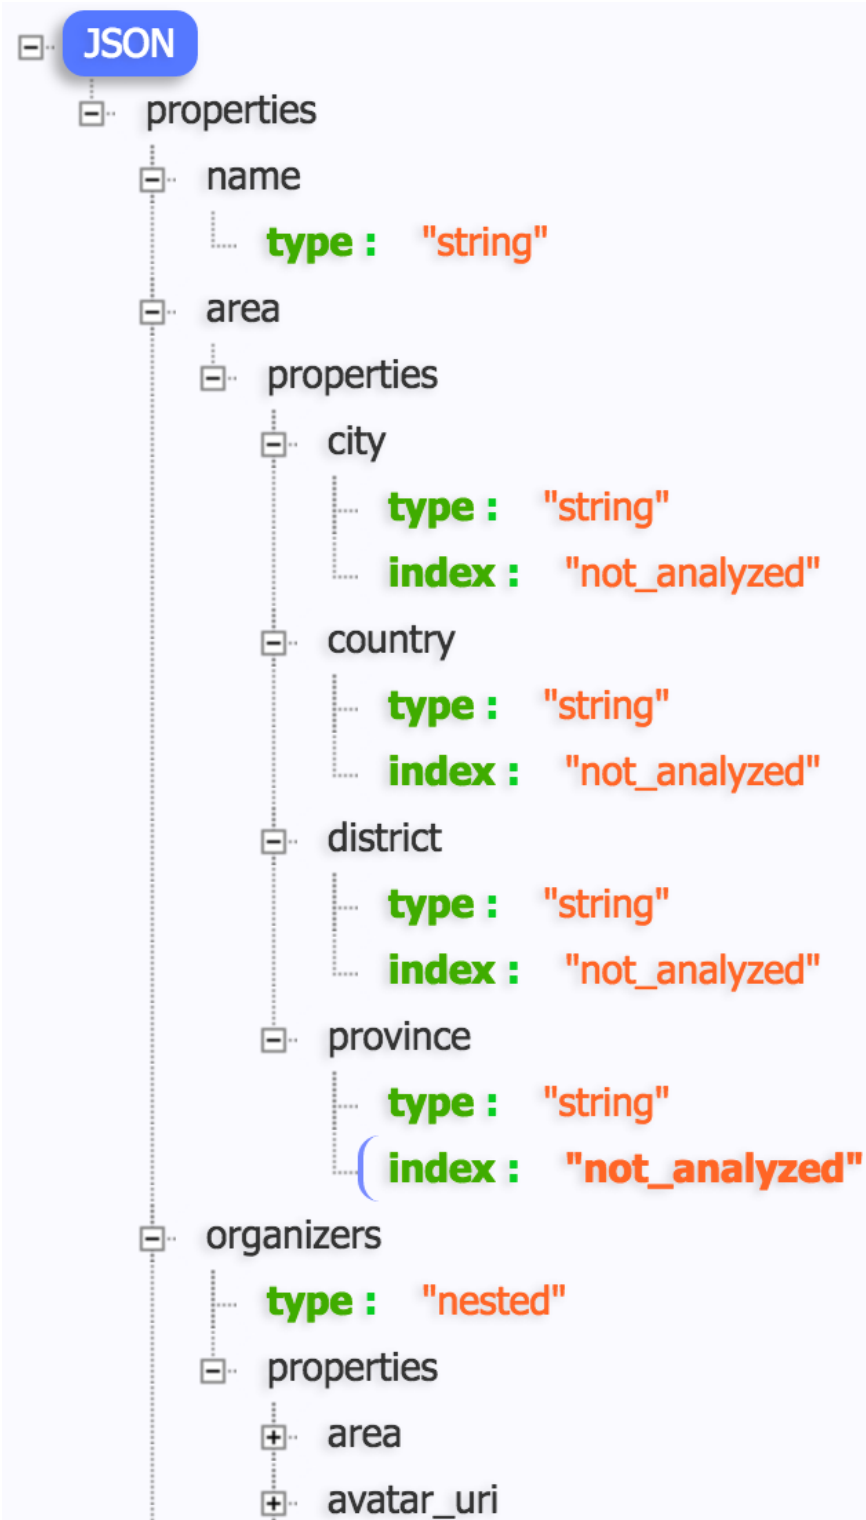 JSON
properties
name
type : "string"
area
properties
city
type : "string"
index : "not_analyzed"
country
type : "string"
index : "not_analyzed"
district
type : "string"
index : "not_analyzed"
province
type : "string"
index : "not_analyzed"
organizers
type : "nested"
properties
area
avatar_uri